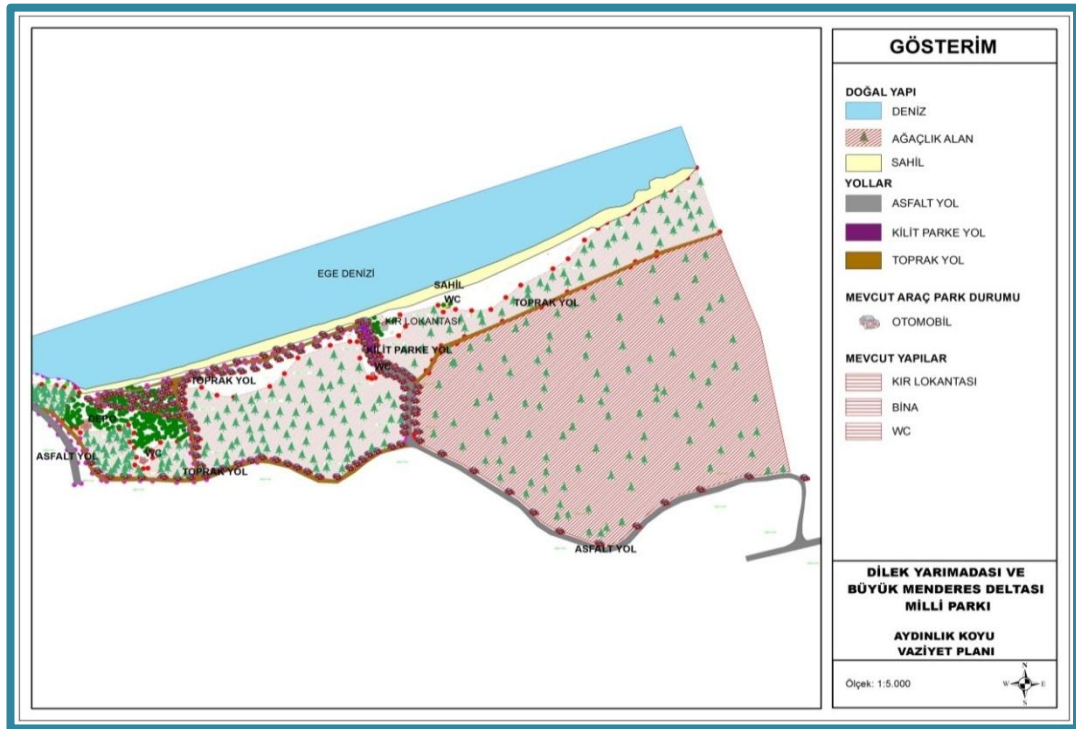 GÖSTERİM
DOĞAL YAPI
DENİZ
AĞAÇLIK ALAN
SAHİL
YOLLAR
ASFALT YOL
KİLİT PARKE YOL
TOPRAK YOL
MEVCUT ARAÇ PARK DURUMU
OTOMOBİL
MEVCUT YAPILAR
KIR LOKANTASI
BİNA
WC
DİLEK YARIMADASI VE
BÜYÜK MENDERES DELTASI
MİLLİ PARKI
AYDINLIK KOYU
VAZİYET PLANI
Ölçek: 1:5.000
N
W E
S
EGE DENİZİ
SAHİL
WC
TOPRAK YOL
KIR LOKANTASI
KİLİT PARKE YOL
WC
TOPRAK YOL
DEPO
WC
ASFALT YOL
TOPRAK YOL
ASFALT YOL